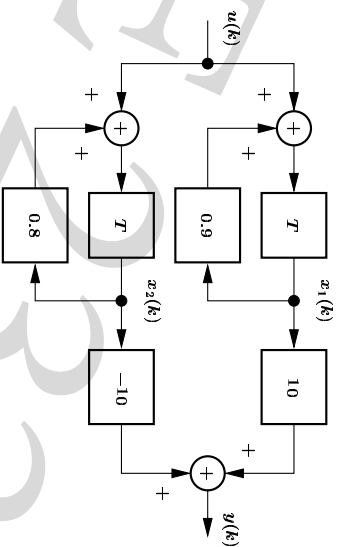 x₁(k)
+
T
10
+
+
+
u(k)
y(k)
0.9
+
+
x₂(k)
+
T
−10
+
+
0.8